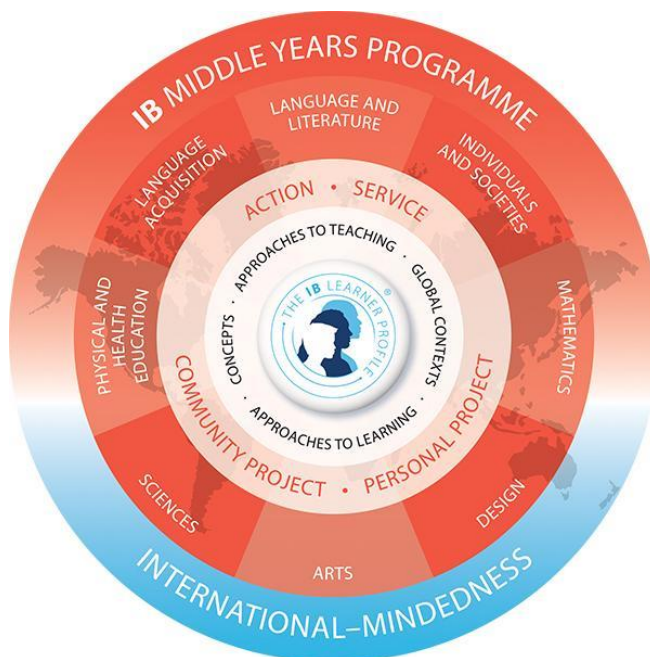 IB MIDDLE YEARS PROGRAMME
LANGUAGE AND
LITERATURE
INDIVIDUALS
AND SOCIETIES
MATHEMATICS
DESIGN
ARTS
SCIENCES
PHYSICAL AND
HEALTH
EDUCATION
LANGUAGE
ACQUISITION
ACTION • SERVICE
COMMUNITY PROJECT • PERSONAL PROJECT
APPROACHES TO TEACHING · GLOBAL CONTEXTS · APPROACHES TO LEARNING · CONCEPTS ·
THE IB LEARNER PROFILE ®
INTERNATIONAL–MINDEDNESS